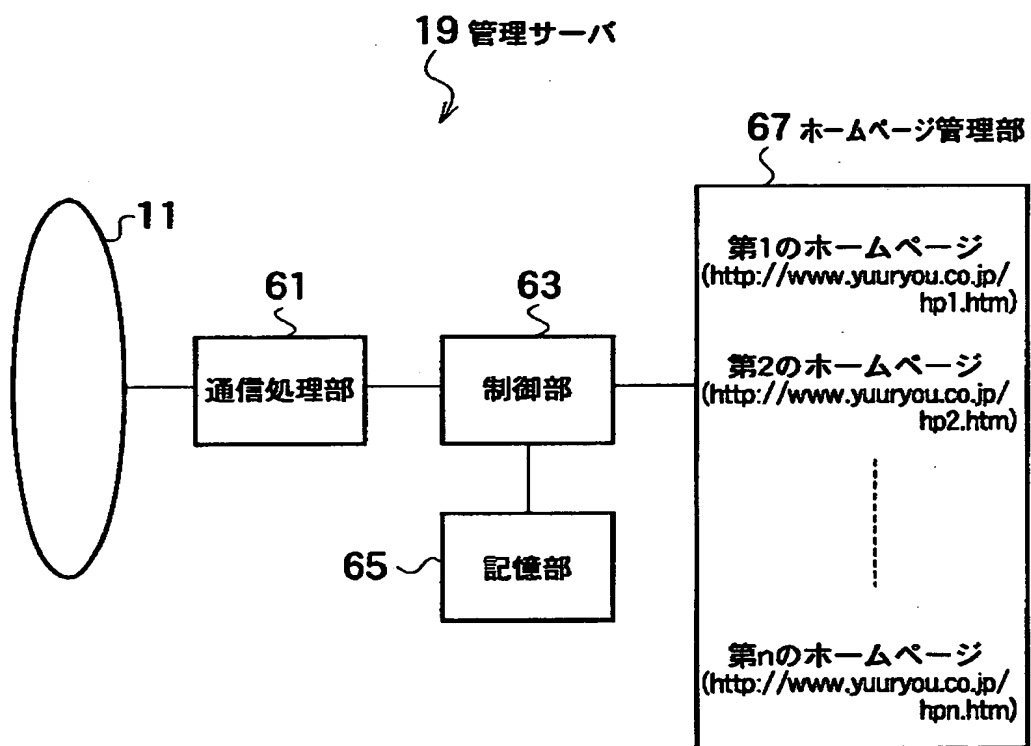 19 管理サーバ
67 ホームページ管理部
11
第1のホームページ
(http://www.yuuryou.co.jp/
hp1.htm)
61
63
通信処理部
制御部
第2のホームページ
(http://www.yuuryou.co.jp/
hp2.htm)
65
記憶部
第nのホームページ
(http://www.yuuryou.co.jp/
hpn.htm)